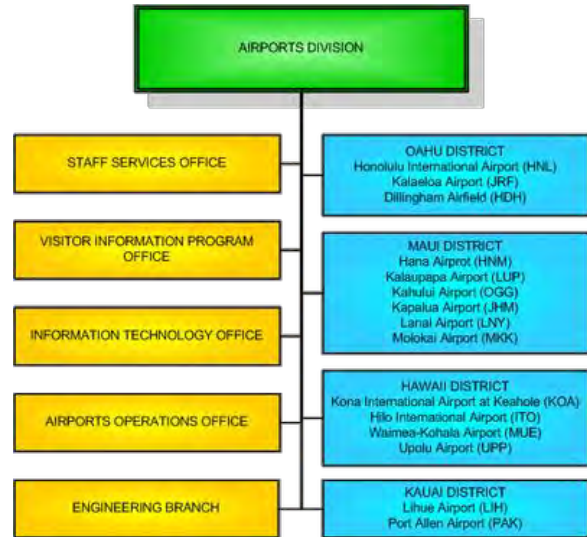 AIRPORTS DIVISION
STAFF SERVICES OFFICE
VISITOR INFORMATION PROGRAM
OFFICE
INFORMATION TECHNOLOGY OFFICE
AIRPORTS OPERATIONS OFFICE
ENGINEERING BRANCH
OAHU DISTRICT
Honolulu International Airport (HNL)
Kalaeloa Airport (JRF)
Dillingham Airfield (HDH)
MAUI DISTRICT
Hana Airprot (HNM)
Kalaupapa Airport (LUP)
Kahului Airport (OGG)
Kapalua Airport (JHM)
Lanai Airport (LNY)
Molokai Airport (MKK)
HAWAII DISTRICT
Kona International Airport at Keahole (KOA)
Hilo International Airport (ITO)
Waimea-Kohala Airport (MUE)
Upolu Airport (UPP)
KAUAI DISTRICT
Lihue Airport (LIH)
Port Allen Airport (PAK)